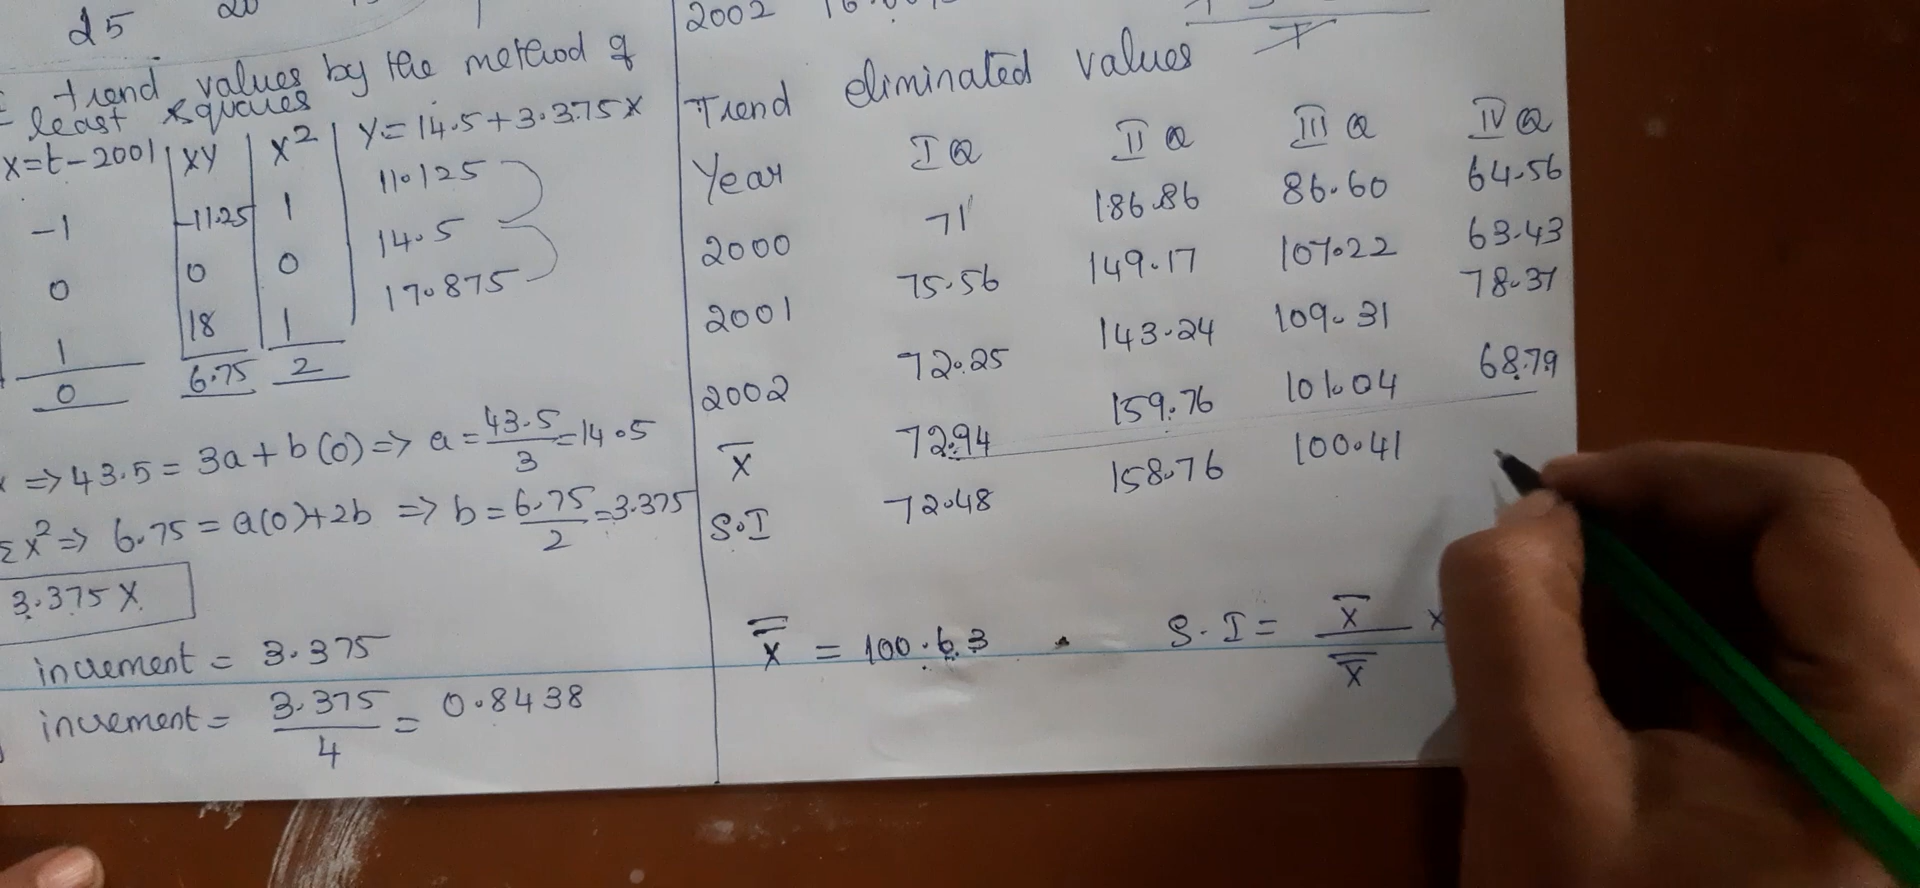 25 20
trend values by the method of
least squares
x=t-2001 XY X² Y=14.5+3.375X
-1 -11.25 1 11.125
0 0 0 14.5
1 18 1 17.875
0 6.75 2
=> 43.5 = 3a + b(0) => a = 43.5/3 = 14.5
Σx² => 6.75 = a(0)+2b => b = 6.75/2 = 3.375
3.375X
increment = 3.375
increment = 3.375/4 = 0.8438
2002
T
Trend eliminated values
Year I Q II Q III Q IV Q
2000 71 186.86 86.60 64.56
2001 75.56 149.17 107.22 63.43
2002 72.25 143.24 109.31 78.37
X̅ 72.94 159.76 101.04 68.79
S.I 72.48 158.76 100.41
X̿ = 100.63 S.I = X̅/X̿ ×